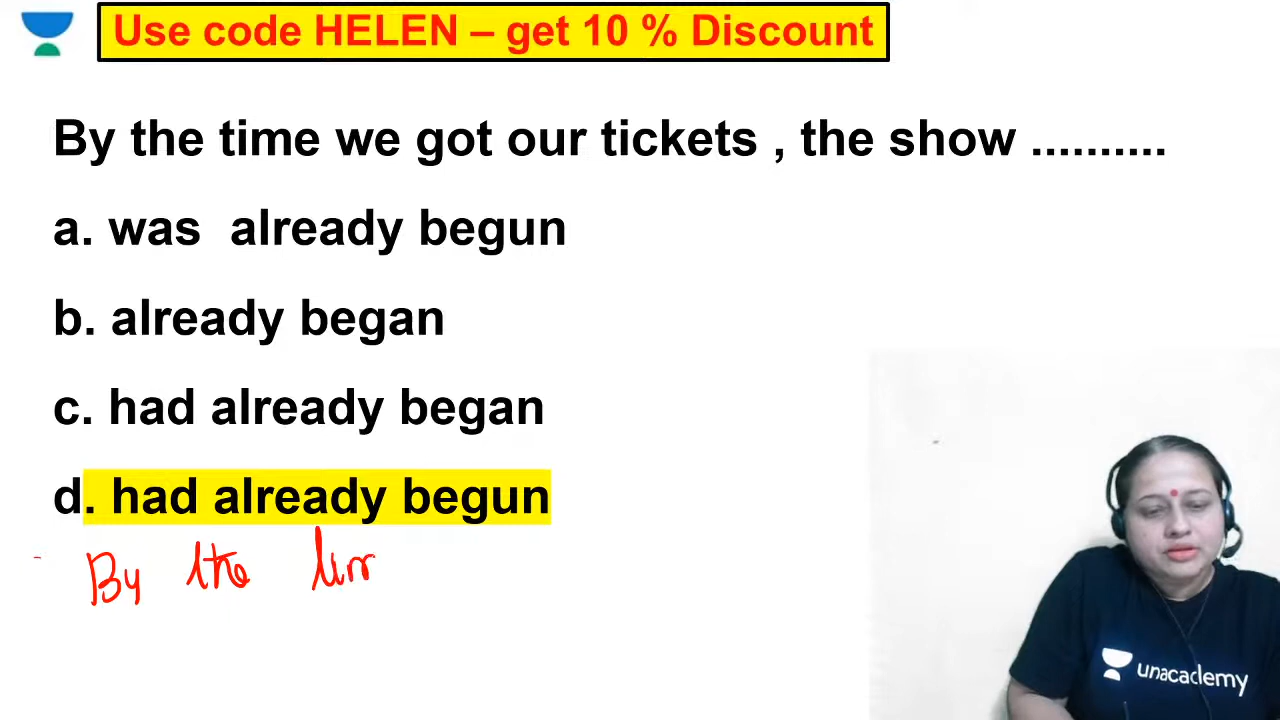 Use code HELEN – get 10 % Discount
By the time we got our tickets , the show ..........
a. was already begun
b. already began
c. had already began
d. had already begun
By the
unacademy